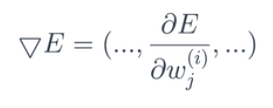 ▽E = (..., ∂E/∂w_j^(i), ...)